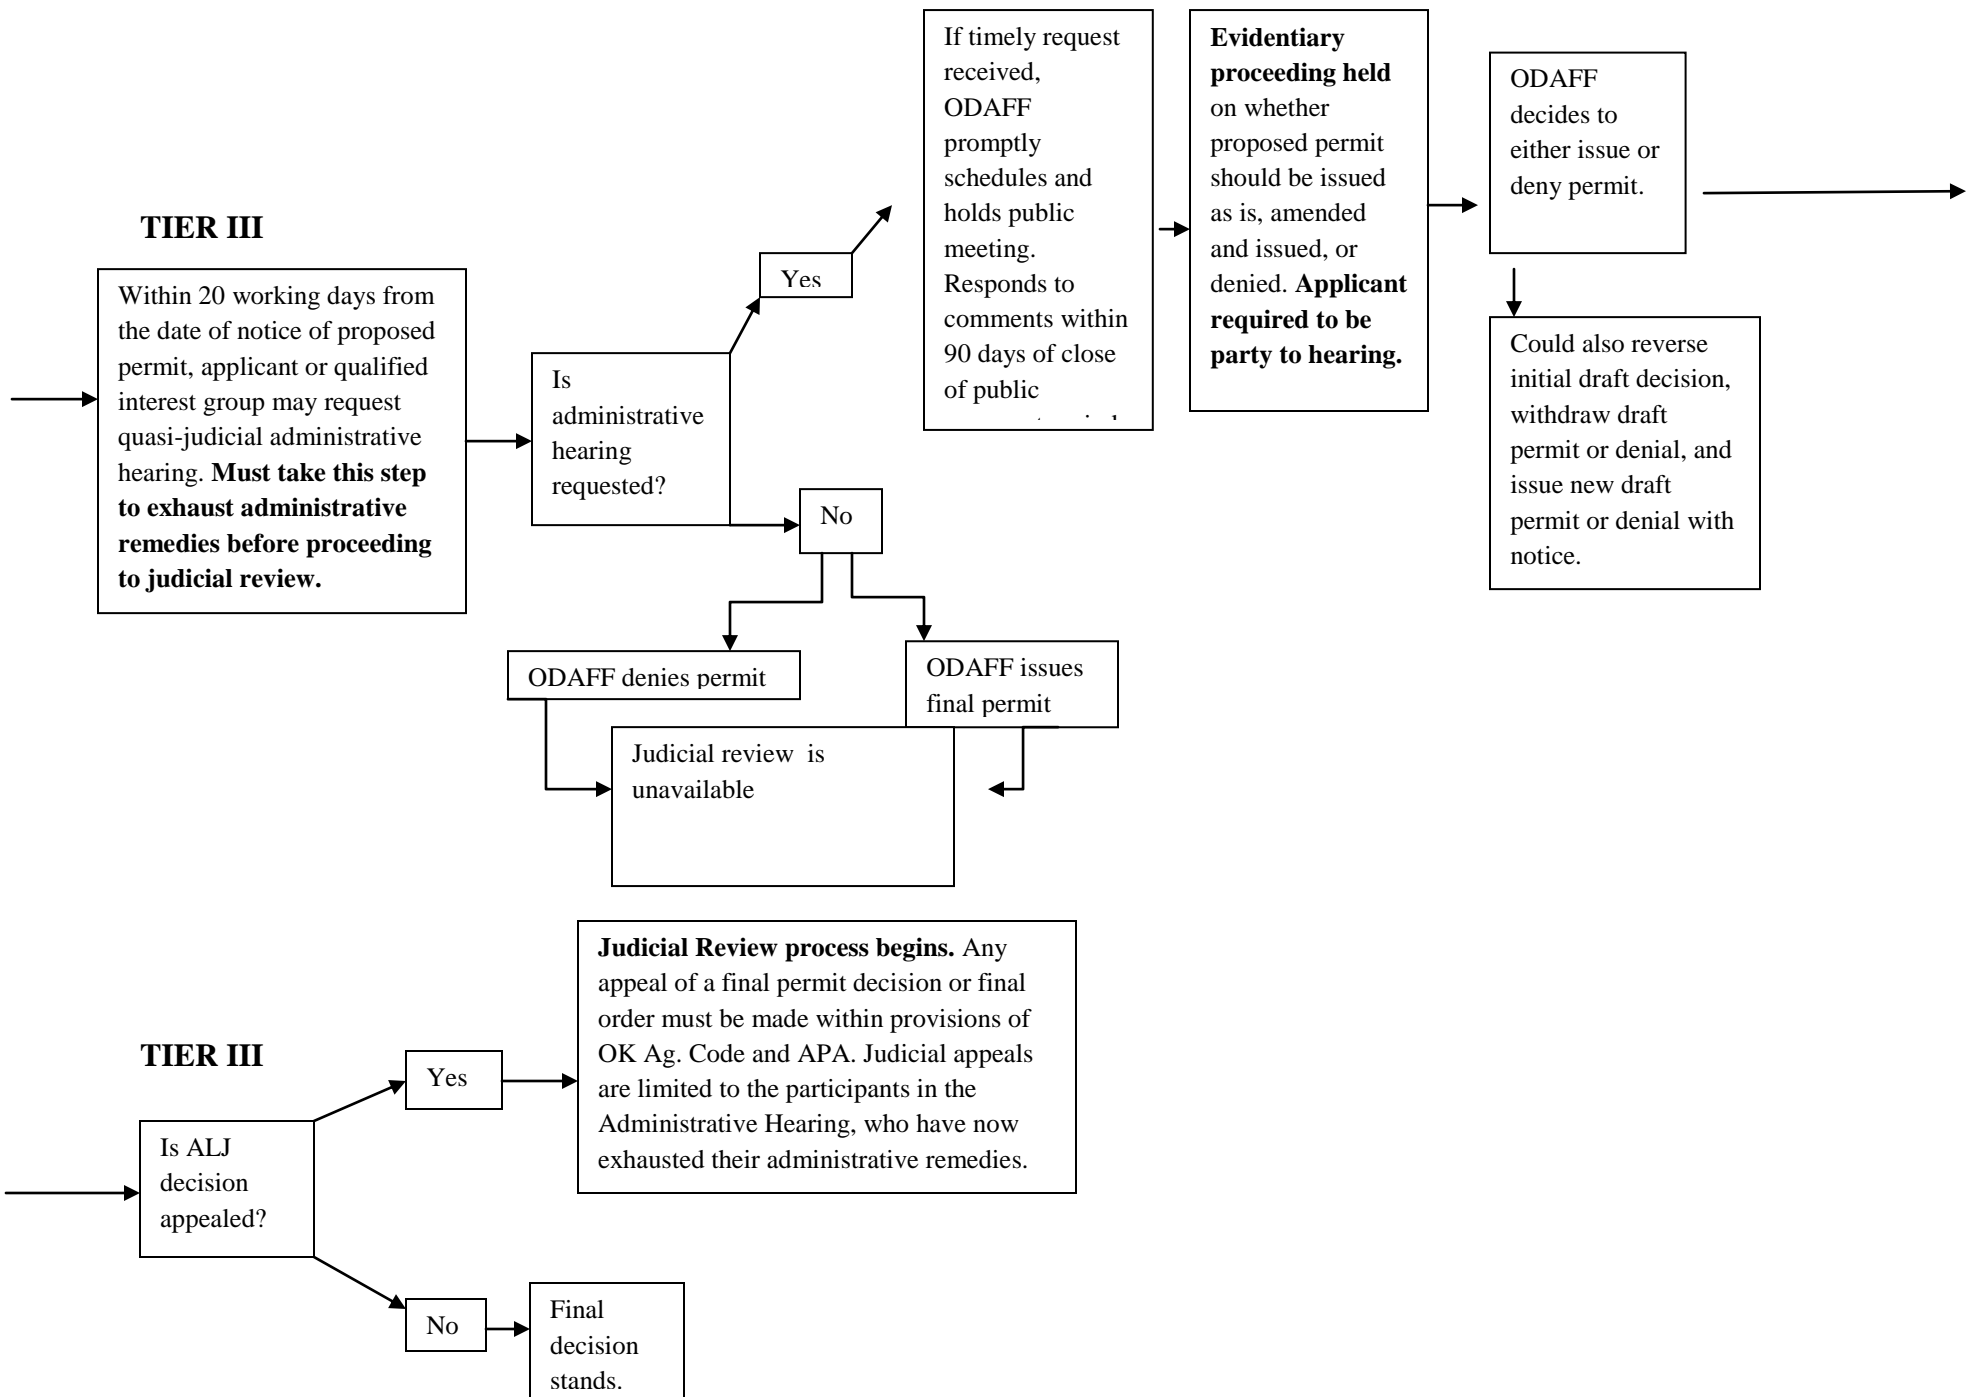 TIER III
Within 20 working days from
the date of notice of proposed
permit, applicant or qualified
interest group may request
quasi-judicial administrative
hearing. Must take this step
to exhaust administrative
remedies before proceeding
to judicial review.
Is
administrative
hearing
requested?
Yes
If timely request
received,
ODAFF
promptly
schedules and
holds public
meeting.
Responds to
comments within
90 days of close
of public
Evidentiary
proceeding held
on whether
proposed permit
should be issued
as is, amended
and issued, or
denied. Applicant
required to be
party to hearing.
ODAFF
decides to
either issue or
deny permit.
Could also reverse
initial draft decision,
withdraw draft
permit or denial, and
issue new draft
permit or denial with
notice.
No
ODAFF denies permit
ODAFF issues
final permit
Judicial review  is
unavailable
TIER III
Is ALJ
decision
appealed?
Yes
Judicial Review process begins. Any
appeal of a final permit decision or final
order must be made within provisions of
OK Ag. Code and APA. Judicial appeals
are limited to the participants in the
Administrative Hearing, who have now
exhausted their administrative remedies.
No
Final
decision
stands.